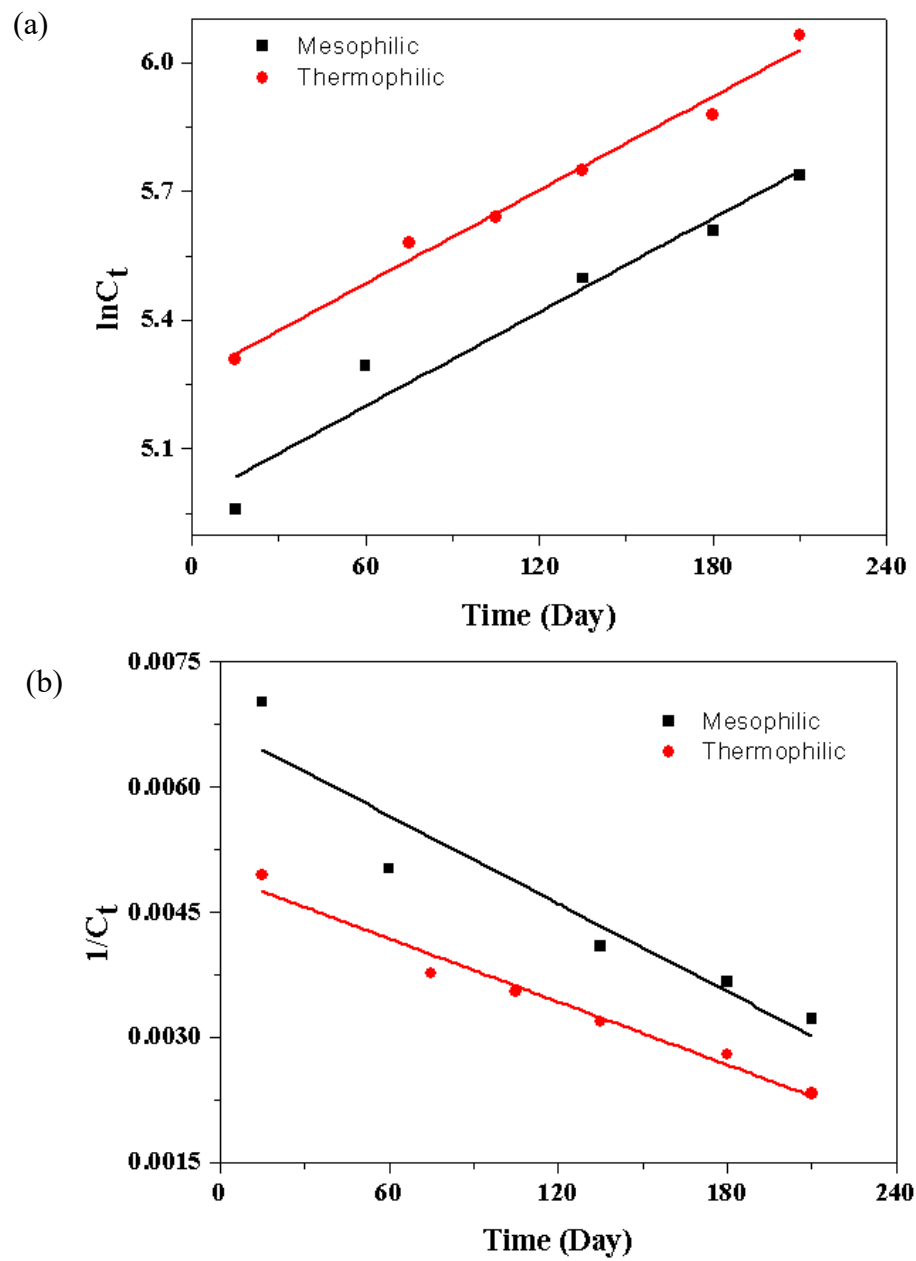 (a)
Mesophilic
Thermophilic
6.0
5.7
5.4
5.1
lnCt
0 60 120 180 240
Time (Day)
(b)
0.0075
0.0060
0.0045
0.0030
0.0015
1/Ct
Mesophilic
Thermophilic
0 60 120 180 240
Time (Day)